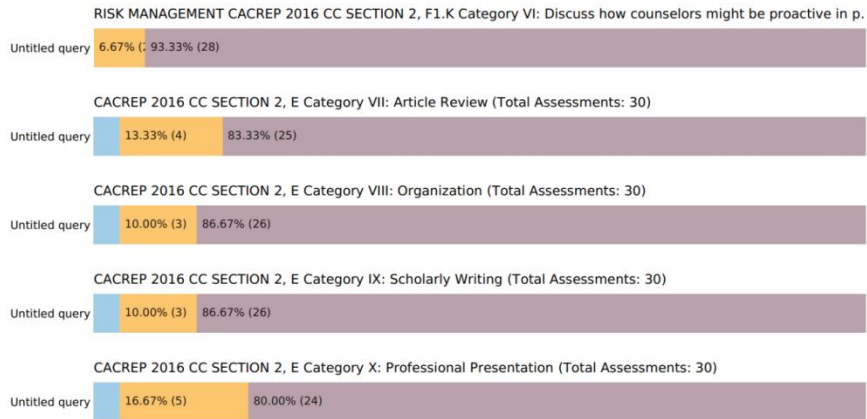 RISK MANAGEMENT CACREP 2016 CC SECTION 2, F1.K Category VI: Discuss how counselors might be proactive in p.
Untitled query 6.67% 93.33% (28)
CACREP 2016 CC SECTION 2, E Category VII: Article Review (Total Assessments: 30)
Untitled query 13.33% (4) 83.33% (25)
CACREP 2016 CC SECTION 2, E Category VIII: Organization (Total Assessments: 30)
Untitled query 10.00% (3) 86.67% (26)
CACREP 2016 CC SECTION 2, E Category IX: Scholarly Writing (Total Assessments: 30)
Untitled query 10.00% (3) 86.67% (26)
CACREP 2016 CC SECTION 2, E Category X: Professional Presentation (Total Assessments: 30)
Untitled query 16.67% (5) 80.00% (24)